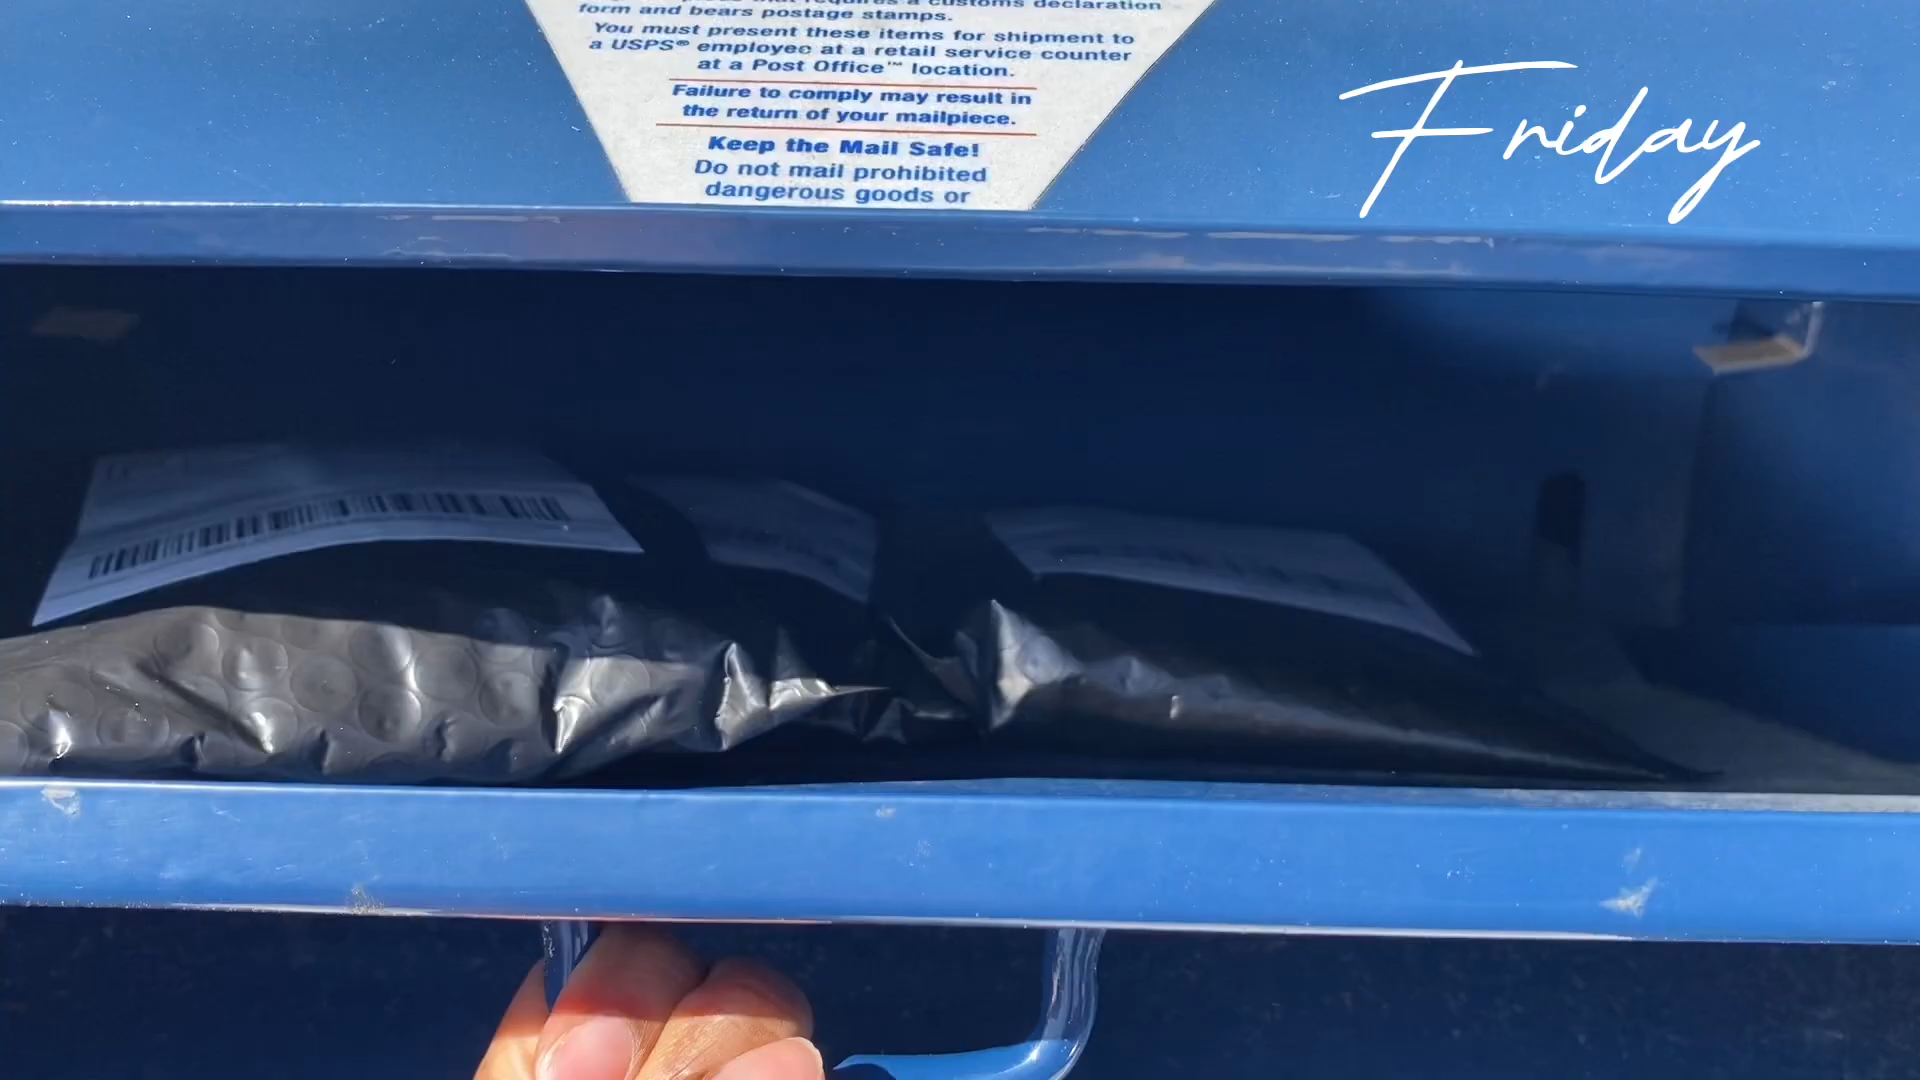 a customs declaration
form and bears postage stamps.
You must present these items for shipment to
a USPS® employee at a retail service counter
at a Post Office™ location.
Failure to comply may result in
the return of your mailpiece.
Keep the Mail Safe!
Do not mail prohibited
dangerous goods or
Friday